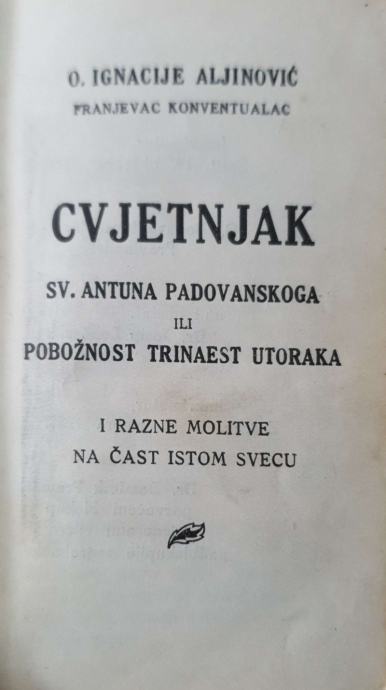 O. IGNACIJE ALJINOVIĆ
FRANJEVAC KONVENTUALAC
CVJETNJAK
SV. ANTUNA PADOVANSKOGA
ILI
POBOŽNOST TRINAEST UTORAKA
I RAZNE MOLITVE
NA ČAST ISTOM SVECU